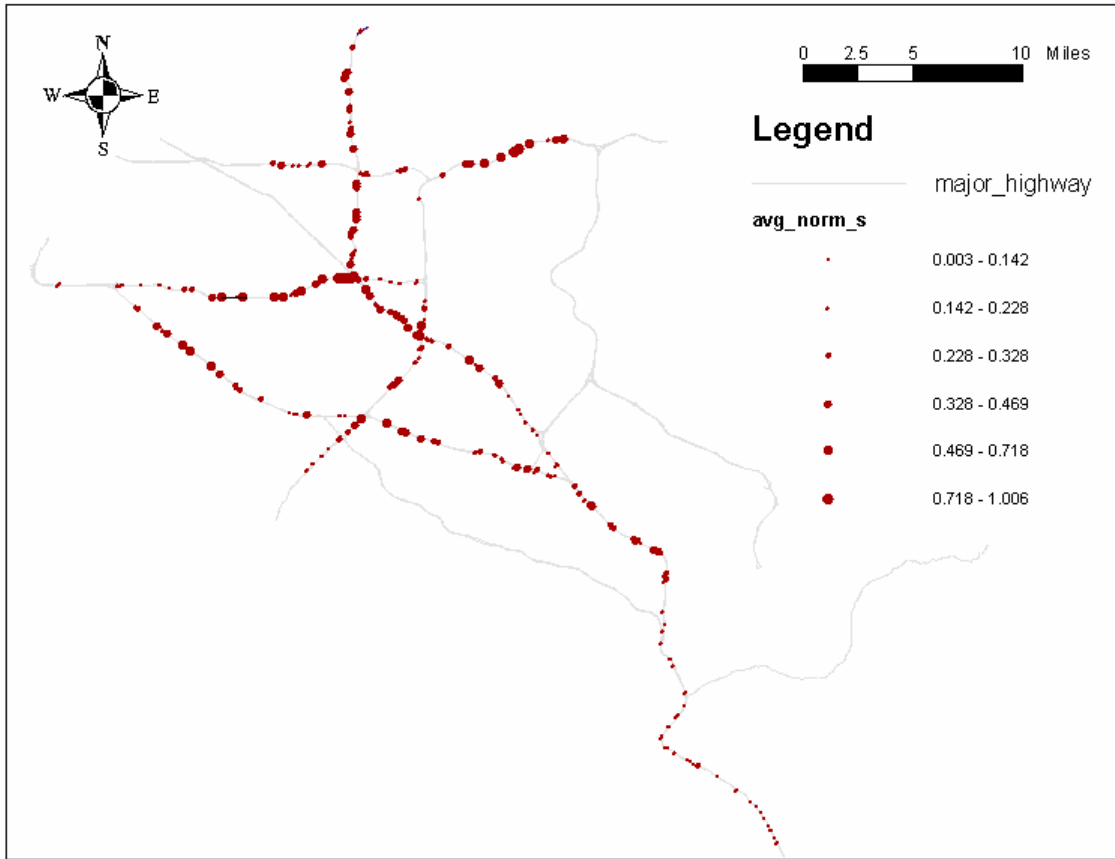 N
W E
S
0 2.5 5 10 Miles
Legend
major_highway
avg_norm_s
0.003 - 0.142
0.142 - 0.228
0.228 - 0.328
0.328 - 0.469
0.469 - 0.718
0.718 - 1.006